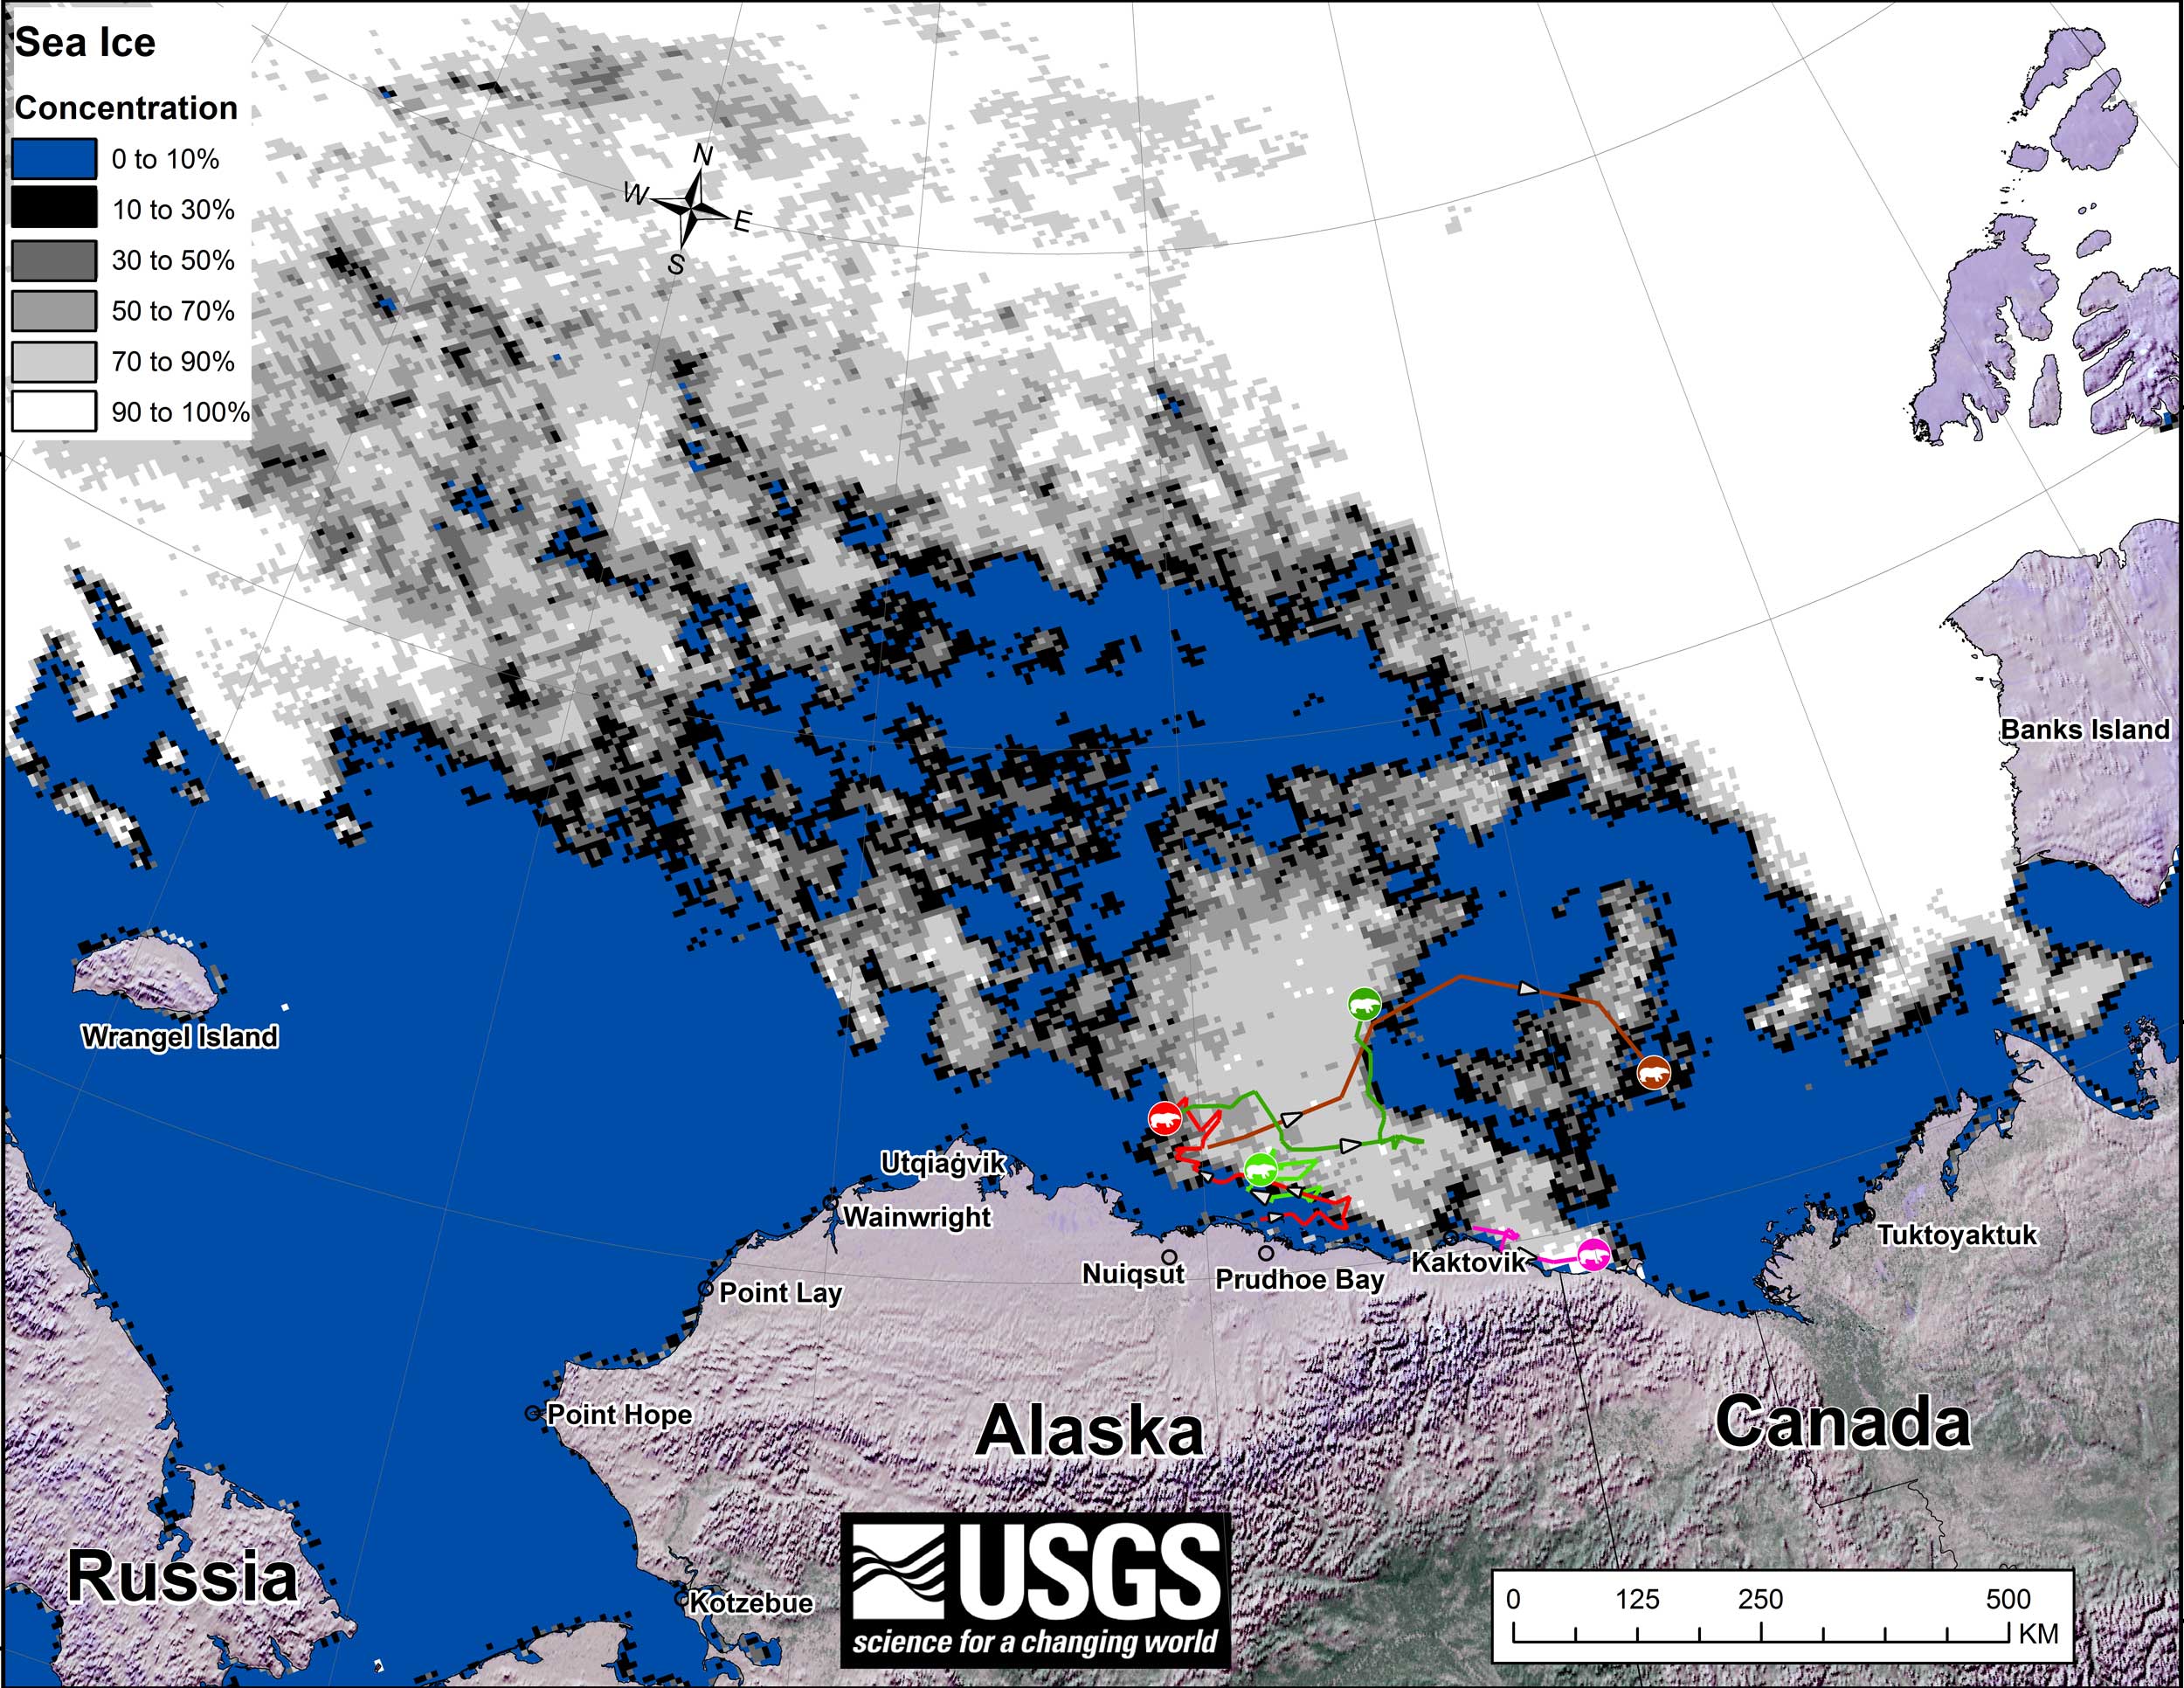 Sea Ice
Concentration
0 to 10%
10 to 30%
30 to 50%
50 to 70%
70 to 90%
90 to 100%
N
W
E
S
Banks Island
Wrangel Island
Utqiaġvik
Wainwright
Tuktoyaktuk
Nuiqsut
Prudhoe Bay
Kaktovik
Point Lay
Point Hope
Alaska
Canada
Russia
Kotzebue
USGS
science for a changing world
0 125 250 500
KM